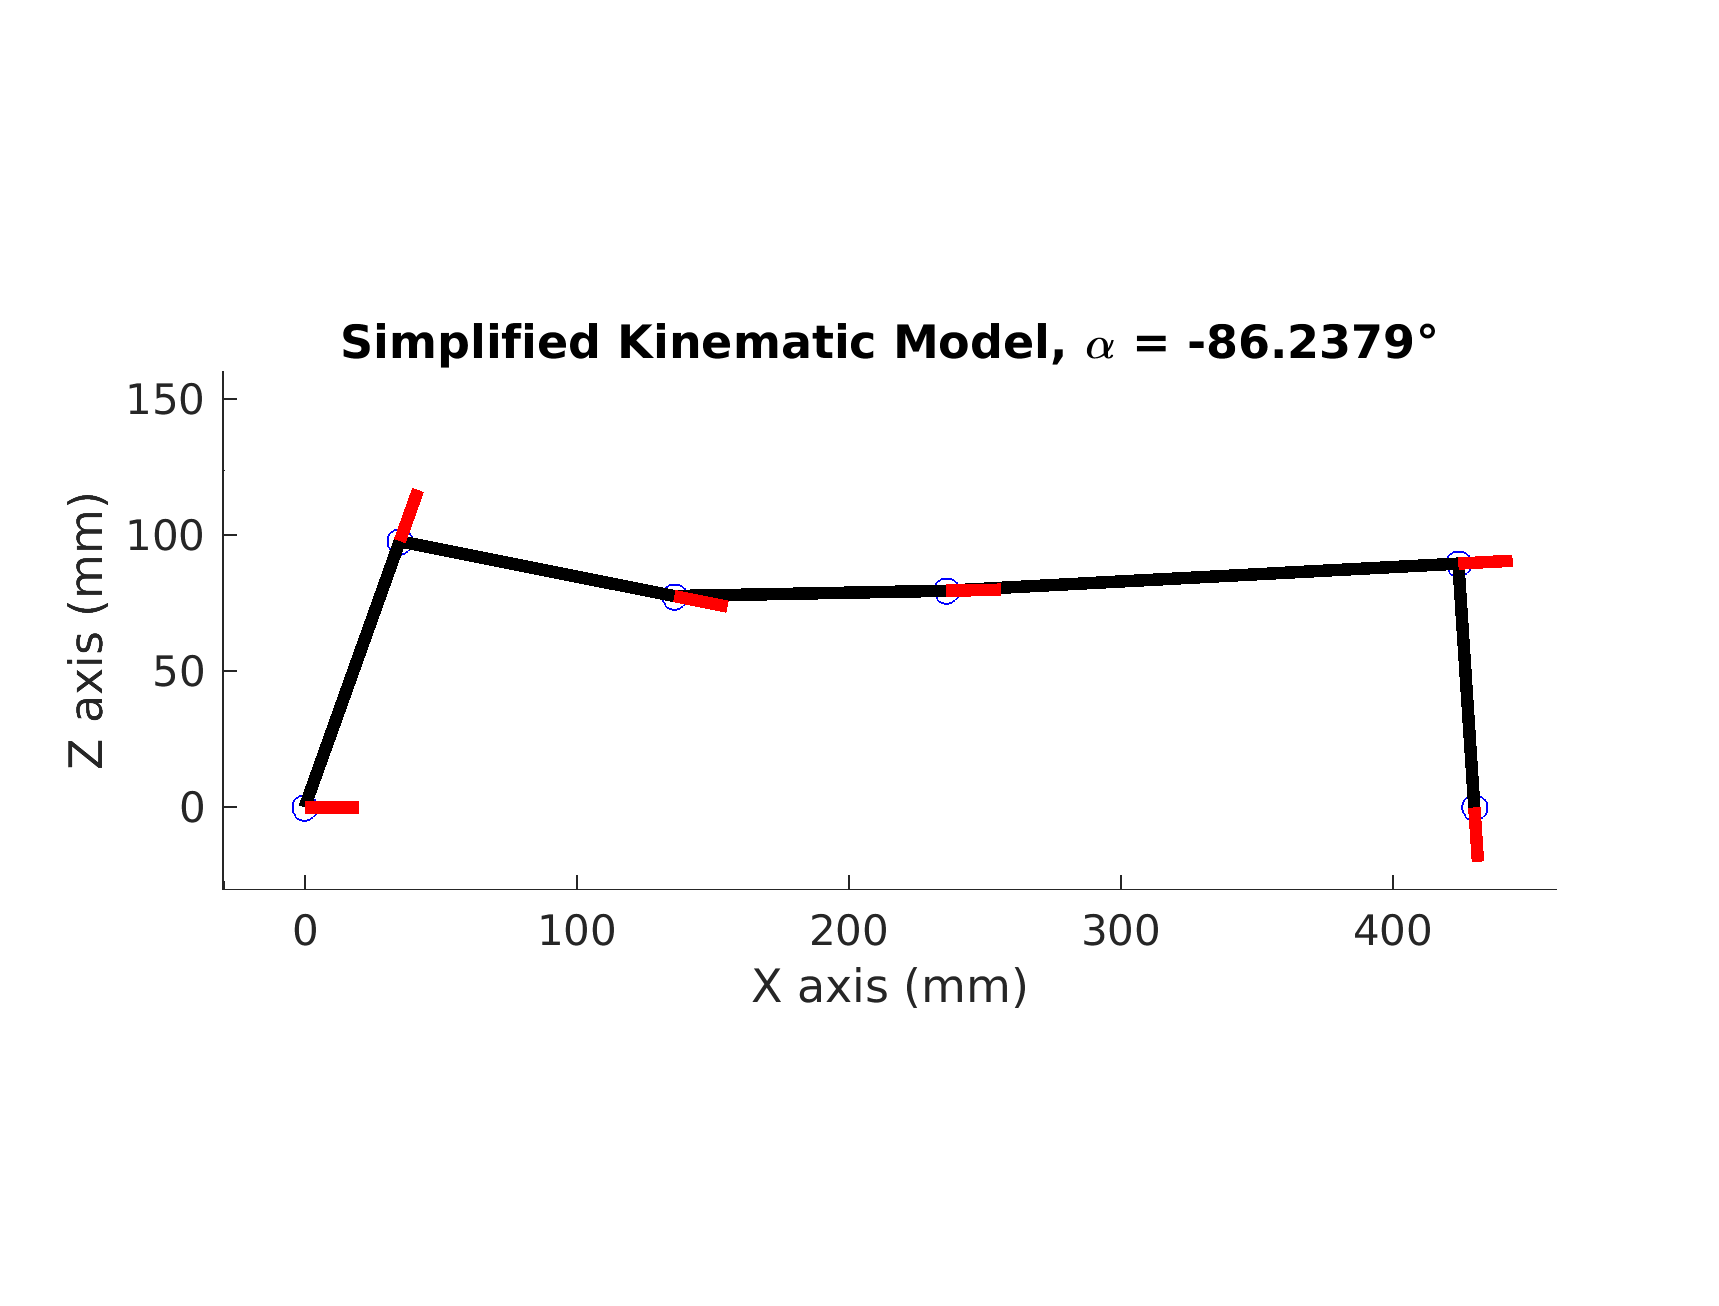 Simplified Kinematic Model, α = -86.2379°
150
100
50
0
Z axis (mm)
0 100 200 300 400
X axis (mm)